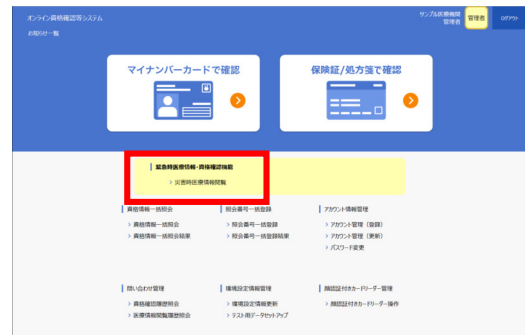 オンライン資格確認等システム
サンプル医療機関
管理者
管理者
ログアウト
お知らせ一覧
マイナンバーカードで確認
保険証/処方箋で確認
緊急時医療情報・資格確認機能
> 災害時医療情報閲覧
資格情報一括照会
照会番号一括登録
アカウント情報管理
> 資格情報一括照会
> 照会番号一括登録
> アカウント管理（登録）
> 資格情報一括照会結果
> 照会番号一括登録結果
> アカウント管理（更新）
> パスワード変更
問い合わせ管理
環境設定情報管理
顔認証付きカードリーダー管理
> 資格確認履歴照会
> 環境設定情報更新
> 顔認証付きカードリーダー操作
> 医療情報閲覧履歴照会
> テスト用データセットアップ